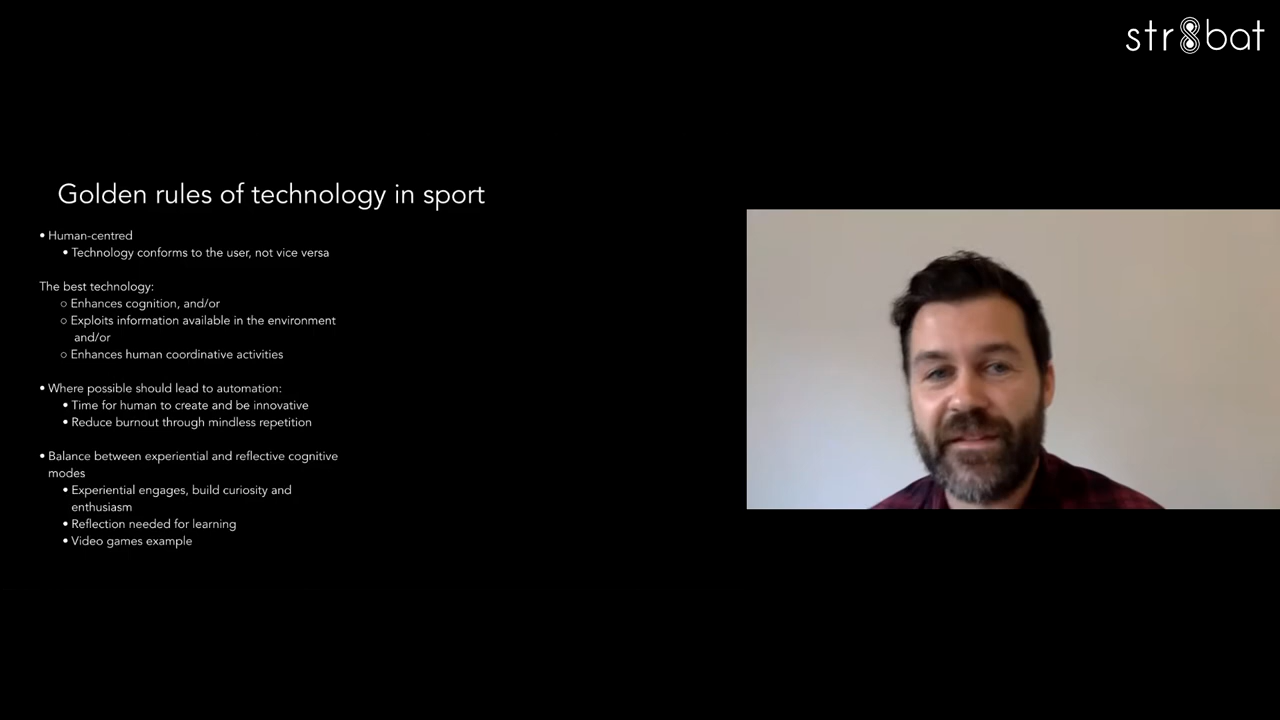 str8bat
Golden rules of technology in sport
• Human-centred
• Technology conforms to the user, not vice versa
The best technology:
○ Enhances cognition, and/or
○ Exploits information available in the environment
and/or
○ Enhances human coordinative activities
• Where possible should lead to automation:
• Time for human to create and be innovative
• Reduce burnout through mindless repetition
• Balance between experiential and reflective cognitive
modes
• Experiential engages, build curiosity and
enthusiasm
• Reflection needed for learning
• Video games example